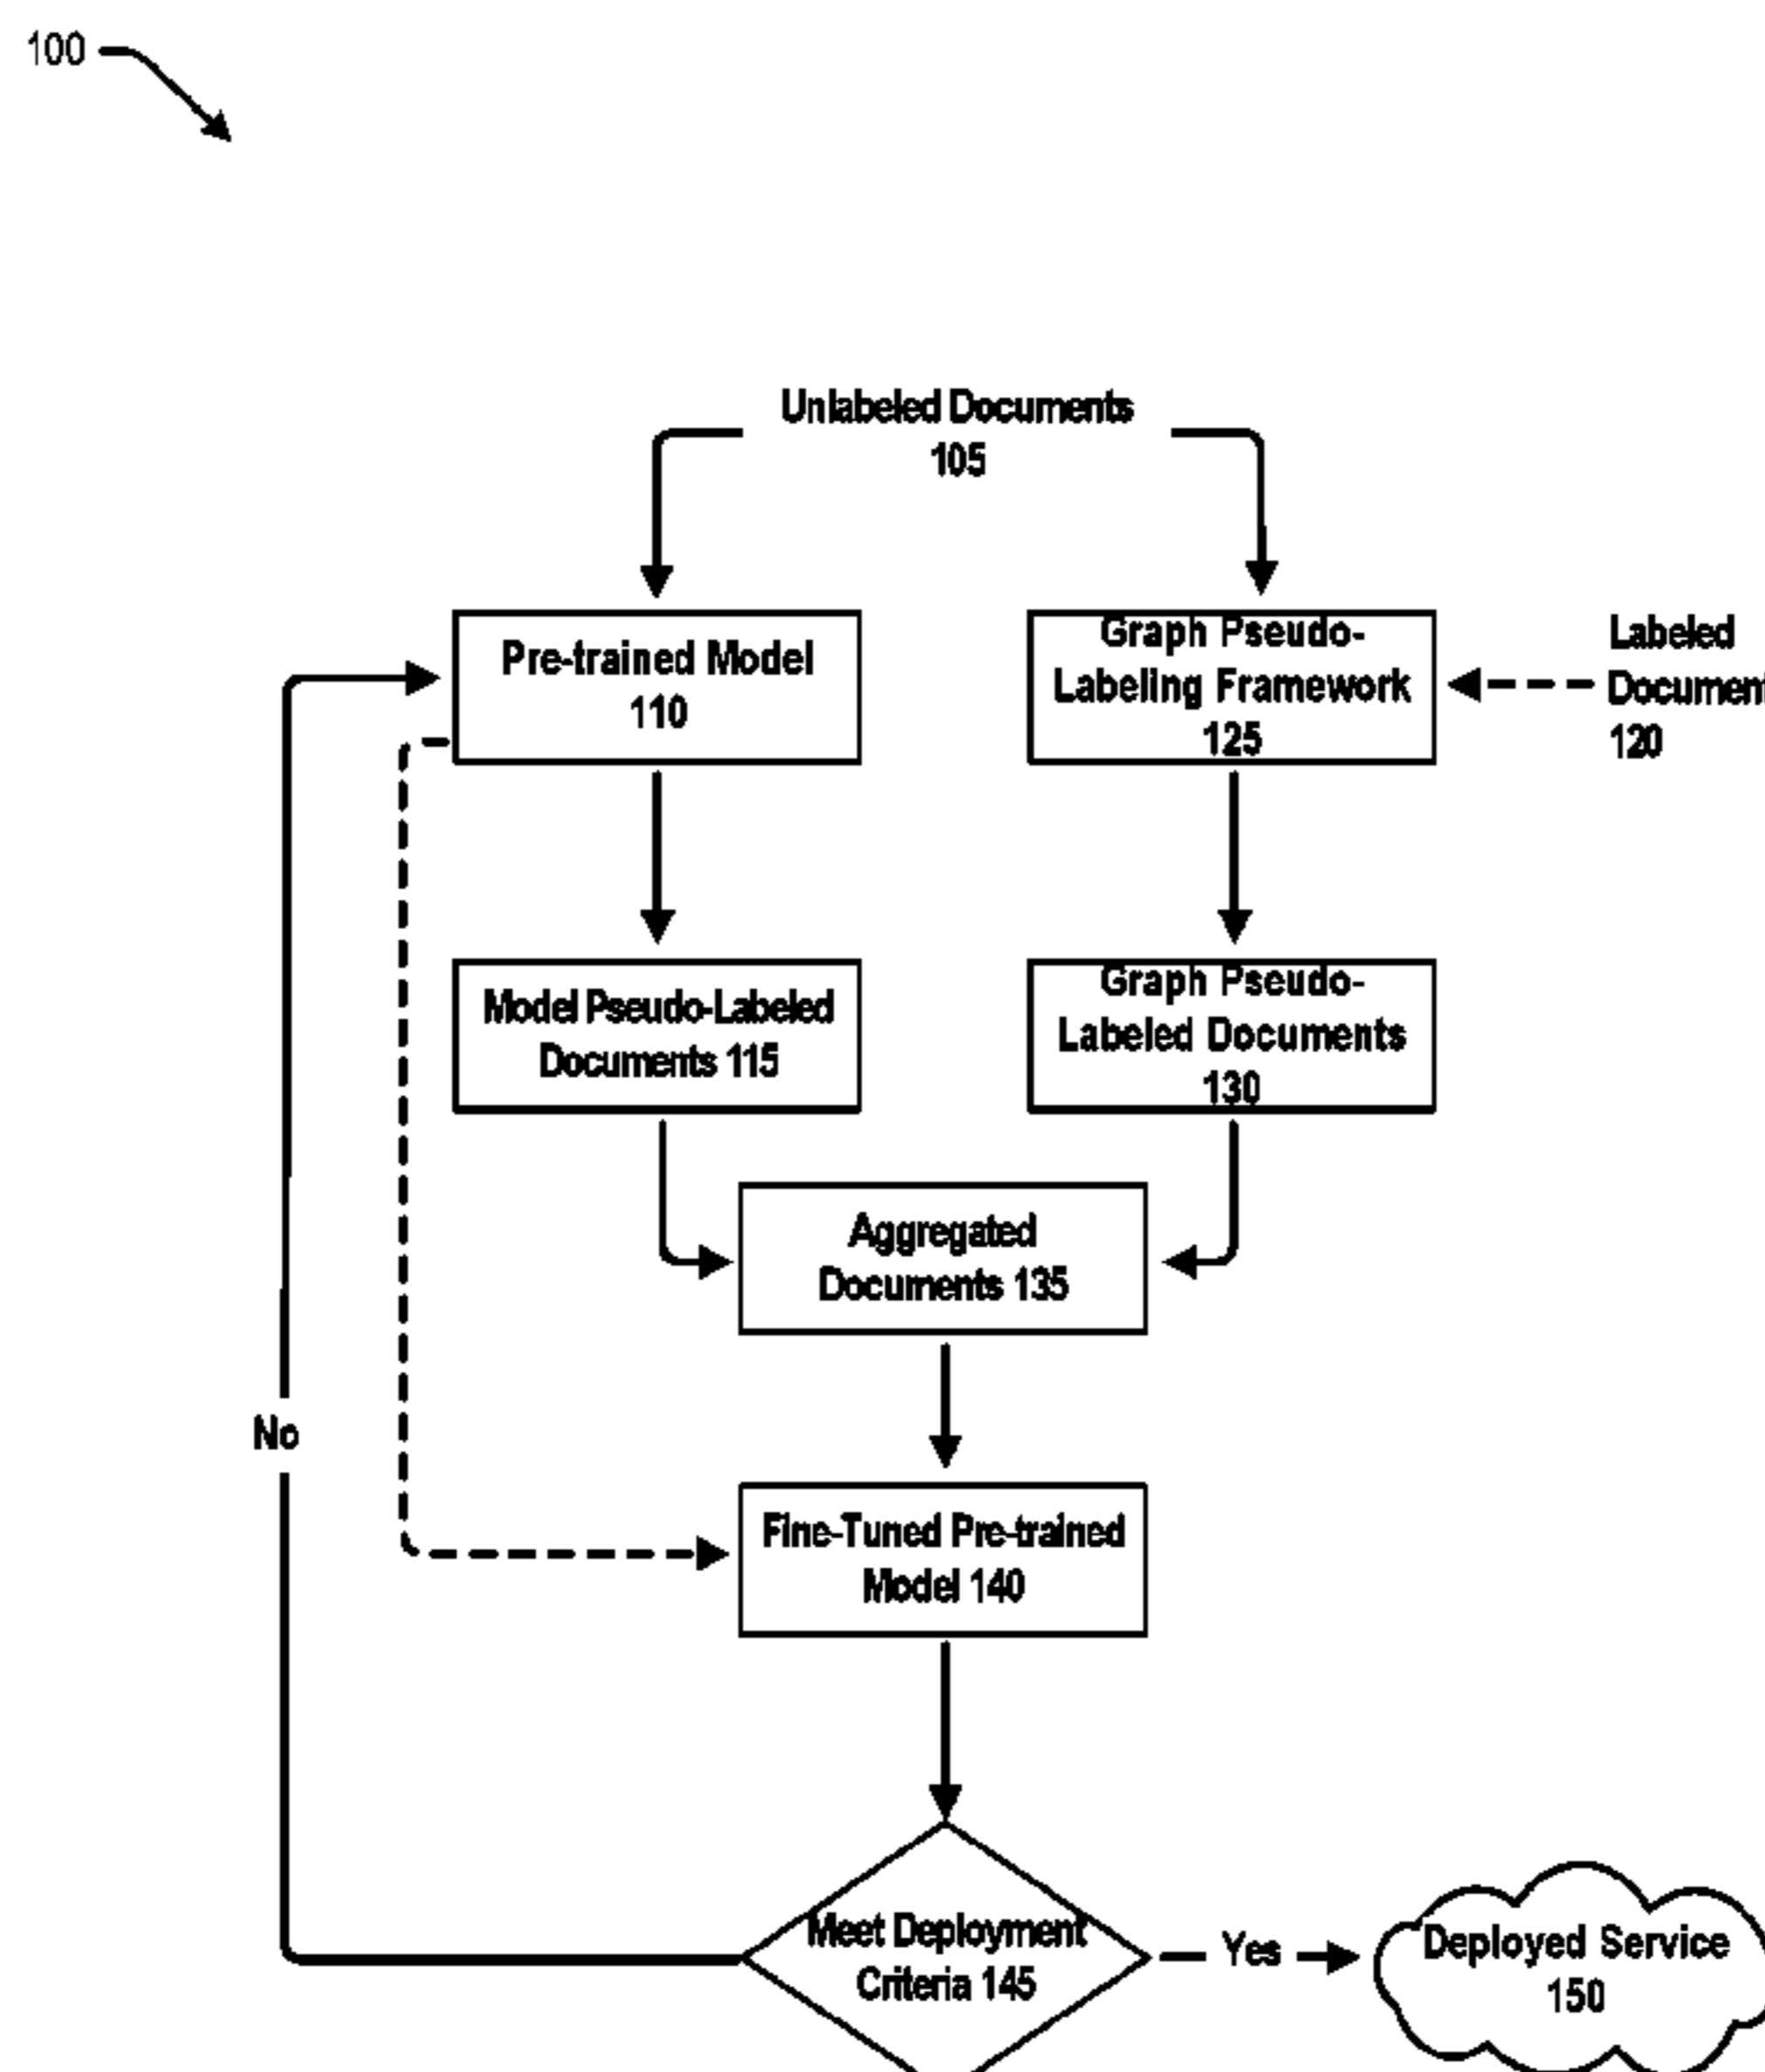 100
Unlabeled Documents
105
Pre-trained Model
110
Graph Pseudo-
Labeling Framework
125
Labeled
Document
120
Model Pseudo-Labeled
Documents 115
Graph Pseudo-
Labeled Documents
130
Aggregated
Documents 135
No
Fine-Tuned Pre-trained
Model 140
Meet Deployment
Criteria 145
Yes
Deployed Service
150